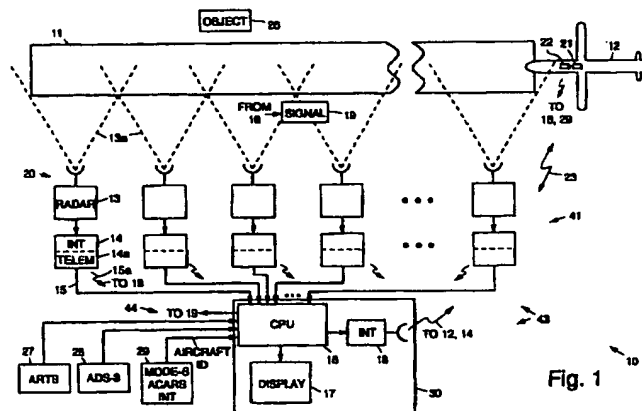 OBJECT
26
11
22
21
12
TO
18, 29
FROM
16
SIGNAL
19
13a
20
23
RADAR
13
41
INT
14
TELEM
14a
15a
TO 18
15
44
TO 19
43
CPU
16
INT
18
TO 12, 14
27
28
29
AIRCRAFT
ID
ARTS
ADS-B
MODE-S
ACARS
INT
DISPLAY
17
30
10
Fig. 1